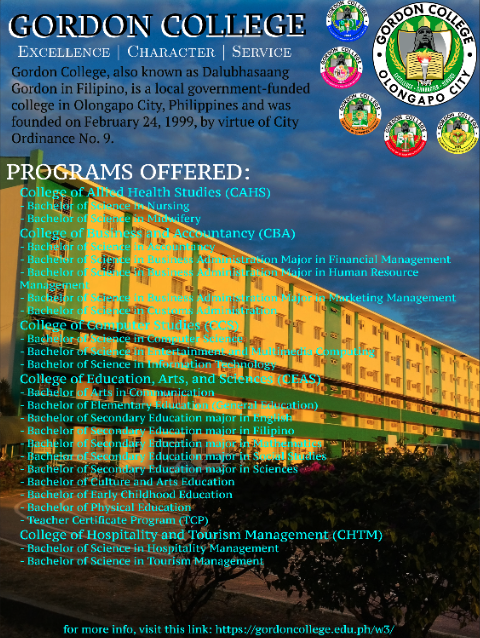 GORDON COLLEGE
EXCELLENCE | CHARACTER | SERVICE
Gordon College, also known as Dalubhasaang
Gordon in Filipino, is a local government-funded
college in Olongapo City, Philippines and was
founded on February 24, 1999, by virtue of City
Ordinance No. 9.
GORDON COLLEGE
OLONGAPO CITY
PROGRAMS OFFERED:
College of Allied Health Studies (CAHS)
- Bachelor of Science in Nursing
- Bachelor of Science in Midwifery
College of Business and Accountancy (CBA)
- Bachelor of Science in Accountancy
- Bachelor of Science in Business Administration Major in Financial Management
- Bachelor of Science in Business Administration Major in Human Resource
Management
- Bachelor of Science in Business Administration Major in Marketing Management
- Bachelor of Science in Customs Administration
College of Computer Studies (CCS)
- Bachelor of Science in Computer Science
- Bachelor of Science in Entertainment and Multimedia Computing
- Bachelor of Science in Information Technology
College of Education, Arts, and Sciences (CEAS)
- Bachelor of Arts in Communication
- Bachelor of Elementary Education (General Education)
- Bachelor of Secondary Education major in English
- Bachelor of Secondary Education major in Filipino
- Bachelor of Secondary Education major in Mathematics
- Bachelor of Secondary Education major in Social Studies
- Bachelor of Secondary Education major in Sciences
- Bachelor of Culture and Arts Education
- Bachelor of Early Childhood Education
- Bachelor of Physical Education
- Teacher Certificate Program (TCP)
College of Hospitality and Tourism Management (CHTM)
- Bachelor of Science in Hospitality Management
- Bachelor of Science in Tourism Management
for more info, visit this link: https://gordoncollege.edu.ph/w3/